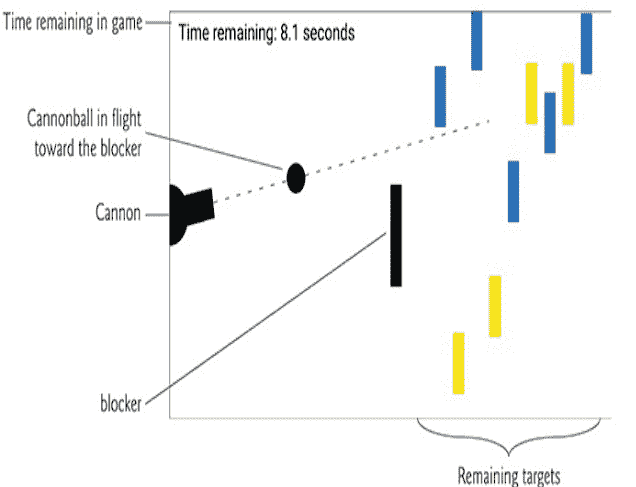 Time remaining in game
Time remaining: 8.1 seconds
Cannonball in flight
toward the blocker
Cannon
blocker
Remaining targets